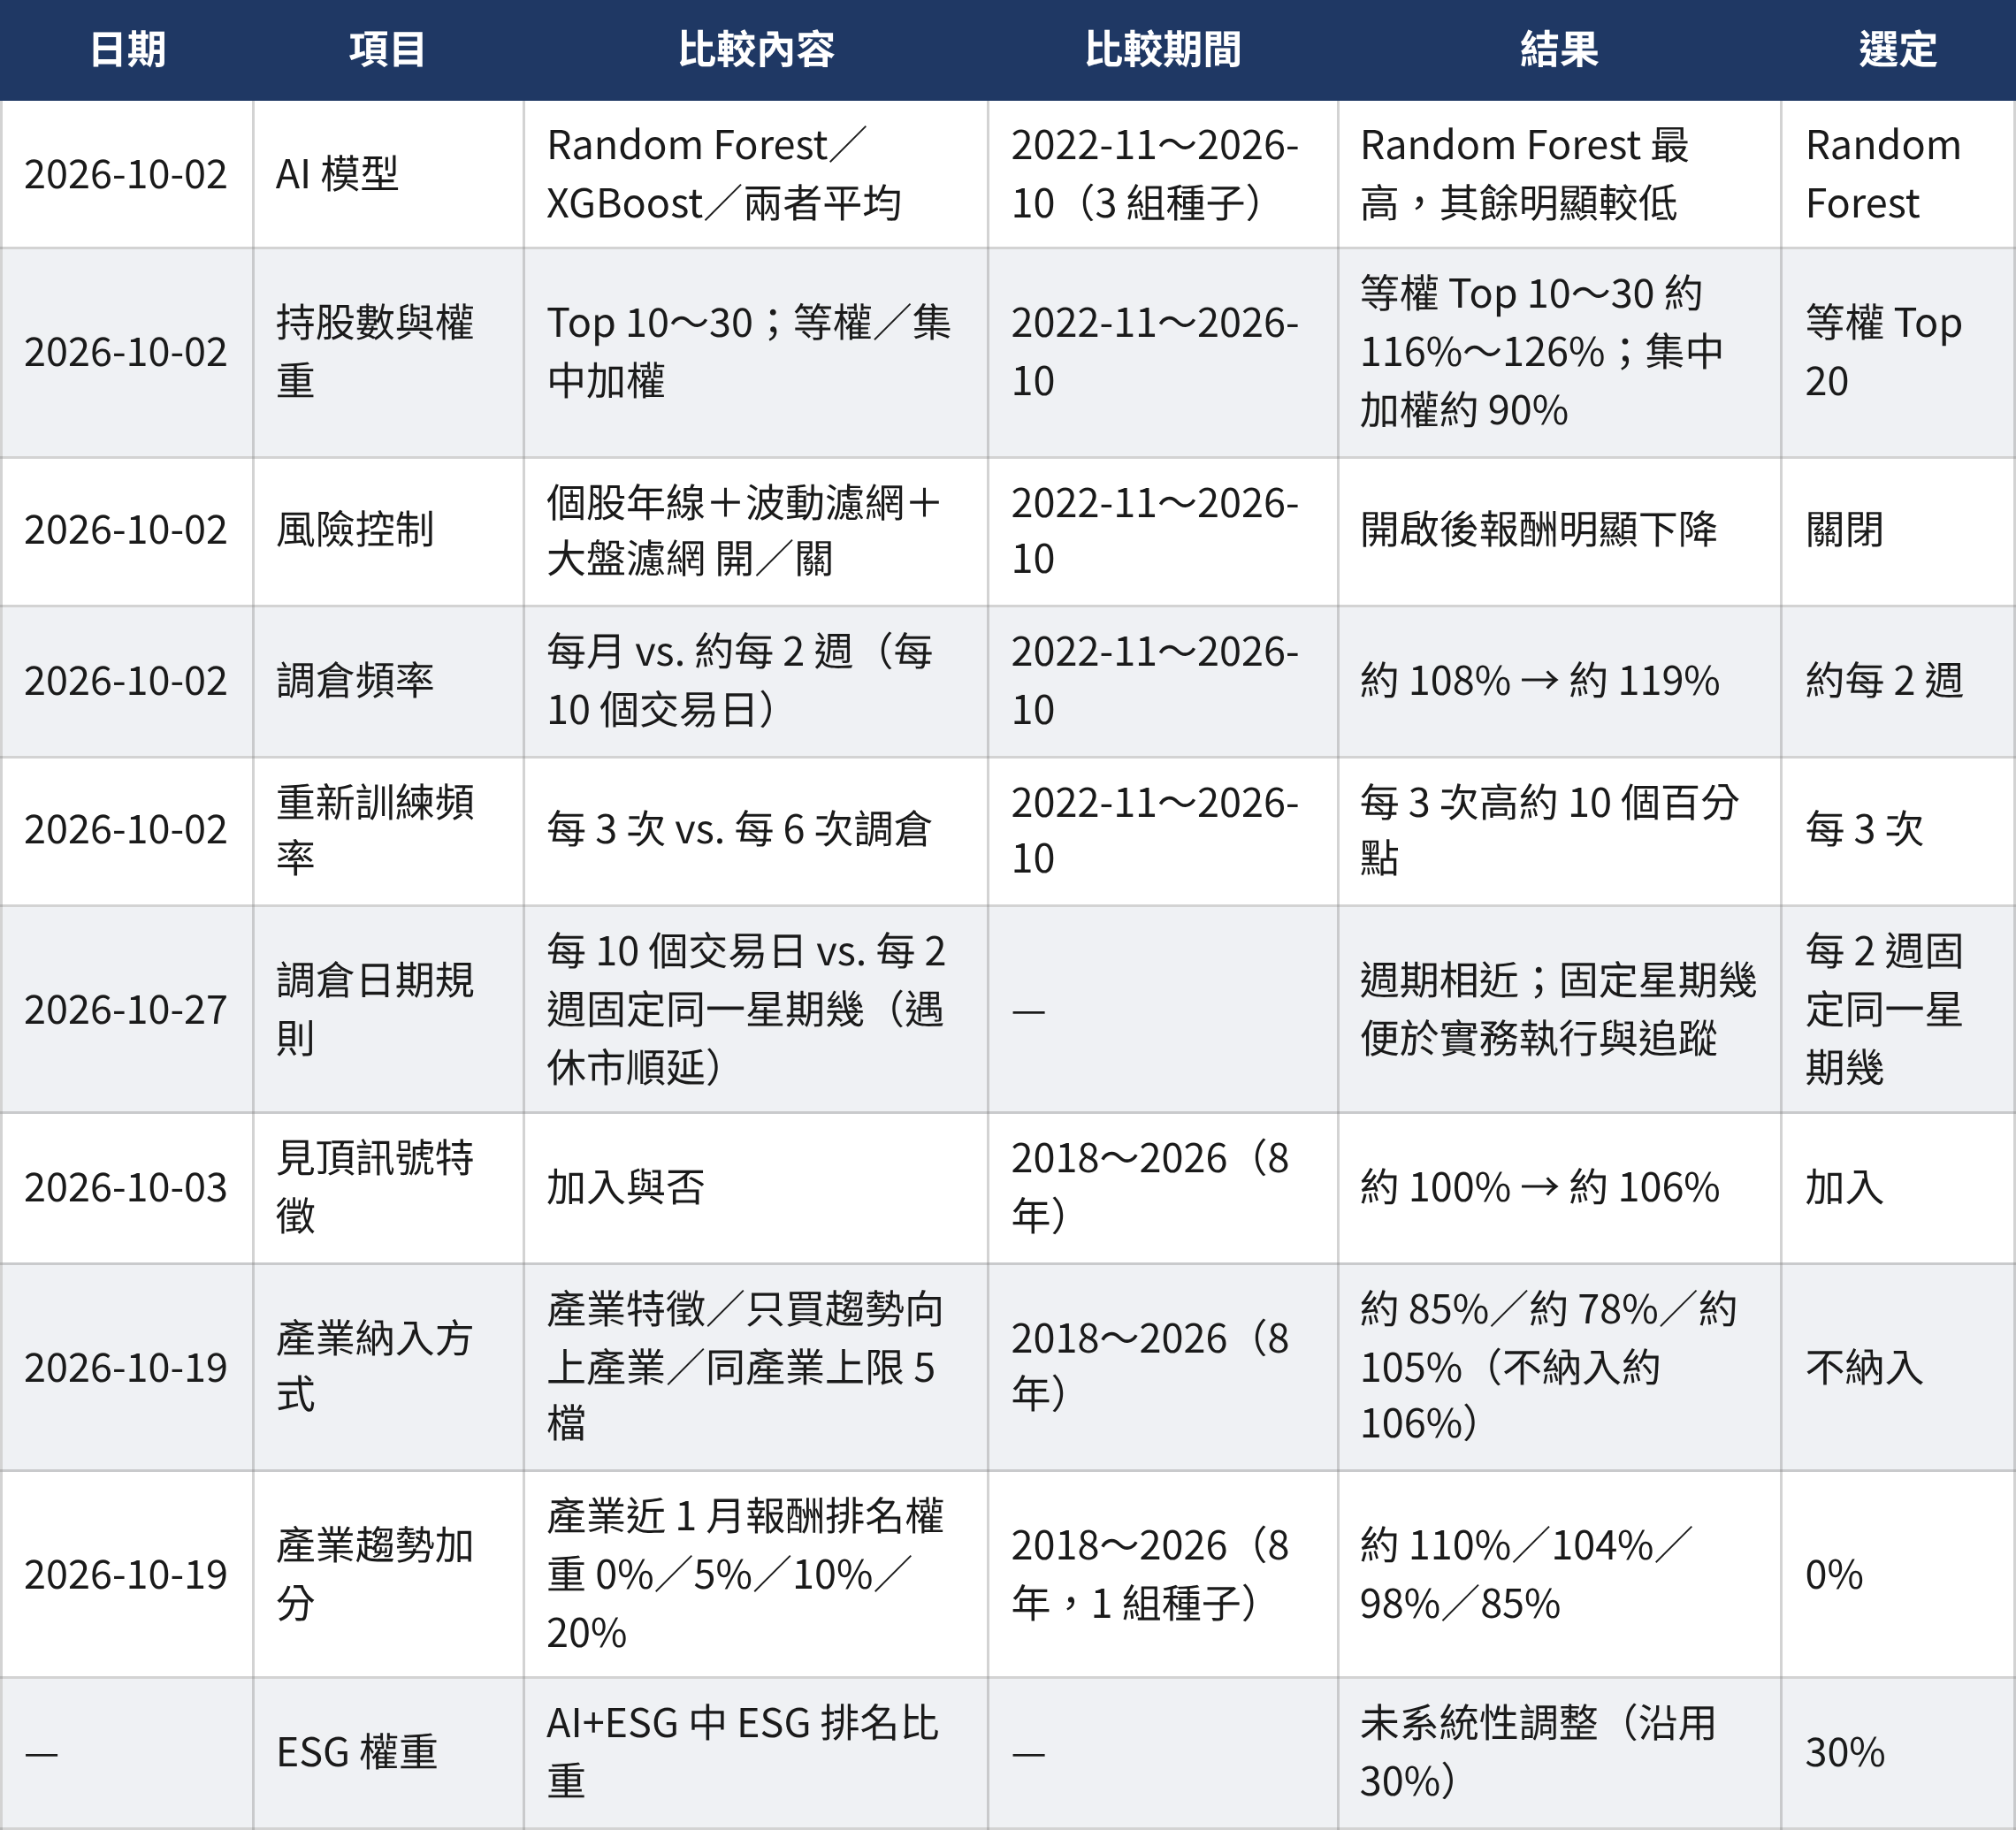 日期 項目 比較內容 比較期間 結果 選定
2026-10-02
AI 模型
Random Forest／
XGBoost／兩者平均
2022-11～2026-
10（3 組種子）
Random Forest 最
高，其餘明顯較低
Random
Forest
2026-10-02
持股數與權
重
Top 10～30；等權／集
中加權
2022-11～2026-
10
等權 Top 10～30 約
116%～126%；集中
加權約 90%
等權 Top
20
2026-10-02
風險控制
個股年線＋波動濾網＋
大盤濾網 開／關
2022-11～2026-
10
開啟後報酬明顯下降
關閉
2026-10-02
調倉頻率
每月 vs. 約每 2 週（每
10 個交易日）
2022-11～2026-
10
約 108% → 約 119%
約每 2 週
2026-10-02
重新訓練頻
率
每 3 次 vs. 每 6 次調倉
2022-11～2026-
10
每 3 次高約 10 個百分
點
每 3 次
2026-10-27
調倉日期規
則
每 10 個交易日 vs. 每 2
週固定同一星期幾（遇
休市順延）
—
週期相近；固定星期幾
便於實務執行與追蹤
每 2 週固
定同一星
期幾
2026-10-03
見頂訊號特
徵
加入與否
2018～2026（8
年）
約 100% → 約 106%
加入
2026-10-19
產業納入方
式
產業特徵／只買趨勢向
上產業／同產業上限 5
檔
2018～2026（8
年）
約 85%／約 78%／約
105%（不納入約
106%）
不納入
2026-10-19
產業趨勢加
分
產業近 1 月報酬排名權
重 0%／5%／10%／
20%
2018～2026（8
年，1 組種子）
約 110%／104%／
98%／85%
0%
—
ESG 權重
AI+ESG 中 ESG 排名比
重
—
未系統性調整（沿用
30%）
30%